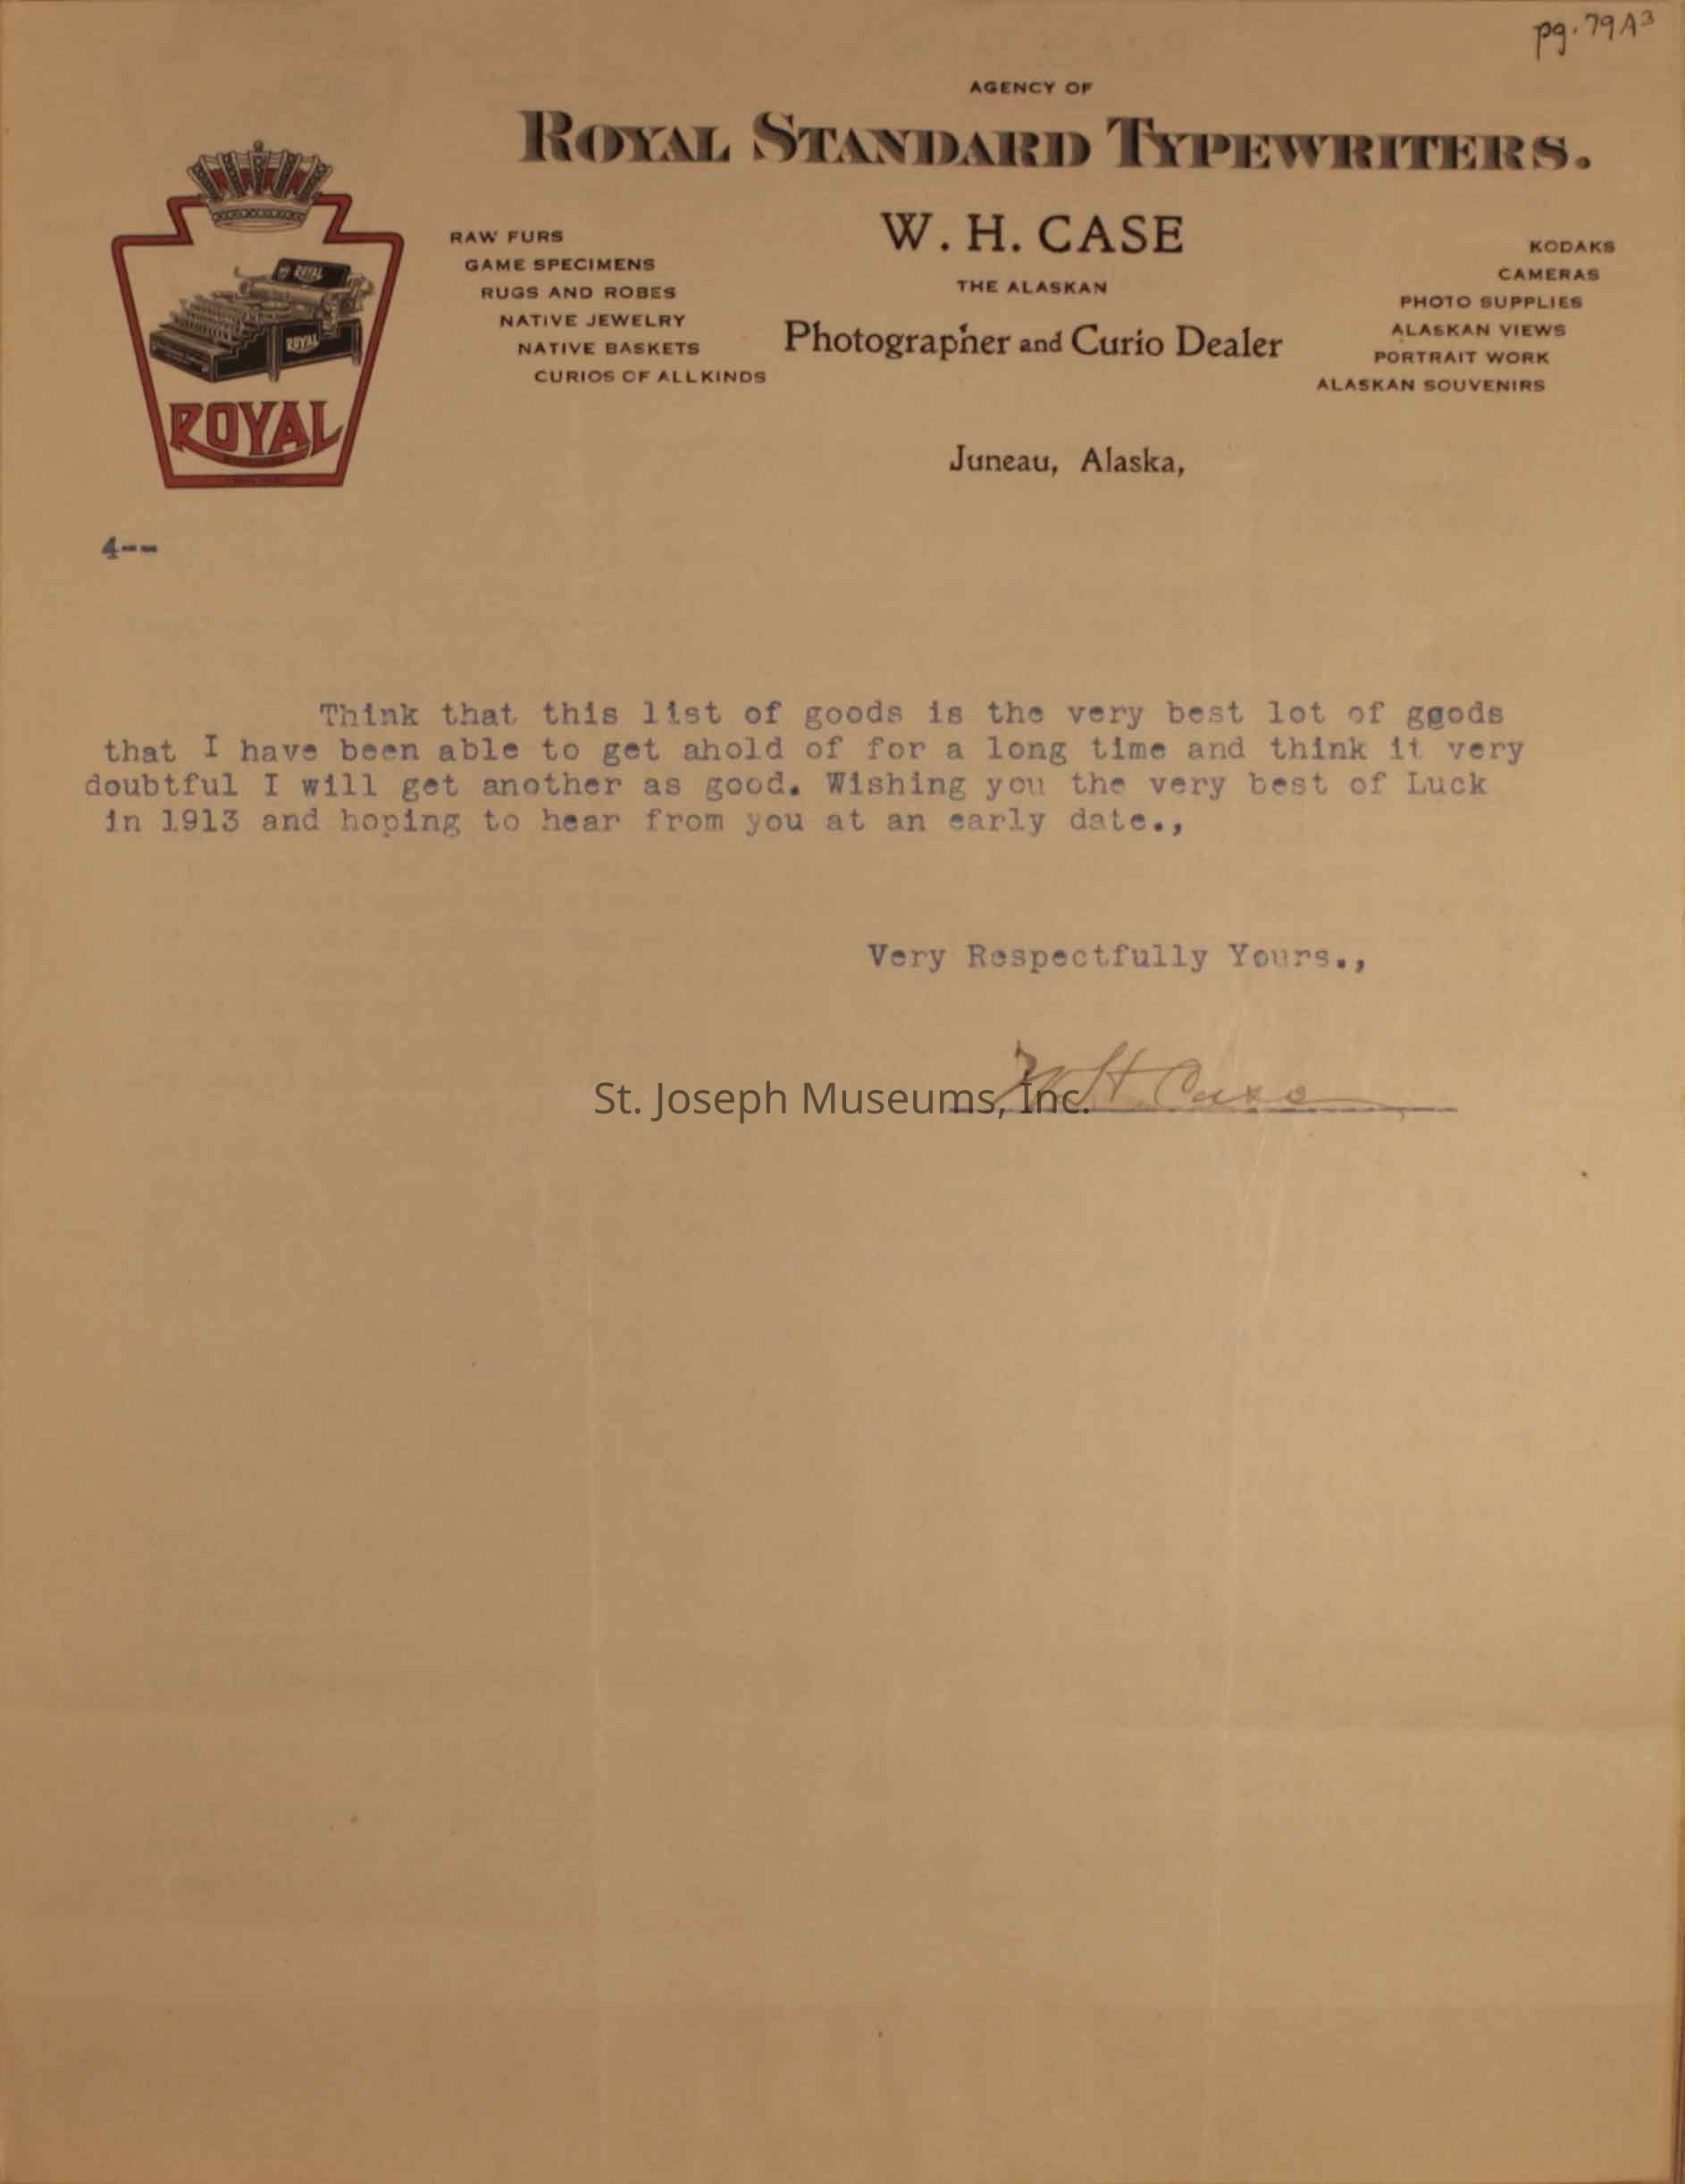 pg. 79A3
AGENCY OF
ROYAL STANDARD TYPEWRITERS.
W. H. CASE
THE ALASKAN
Photographer and Curio Dealer
RAW FURS
GAME SPECIMENS
RUGS AND ROBES
NATIVE JEWELRY
NATIVE BASKETS
CURIOS OF ALL KINDS
KODAKS
CAMERAS
PHOTO SUPPLIES
ALASKAN VIEWS
PORTRAIT WORK
ALASKAN SOUVENIRS
ROYAL
ROYAL
ROYAL
Juneau, Alaska,
4--
Think that this list of goods is the very best lot of ggods
that I have been able to get ahold of for a long time and think it very
doubtful I will get another as good. Wishing you the very best of Luck
in 1913 and hoping to hear from you at an early date.,
Very Respectfully Yours.,
W H Case
St. Joseph Museums, Inc.